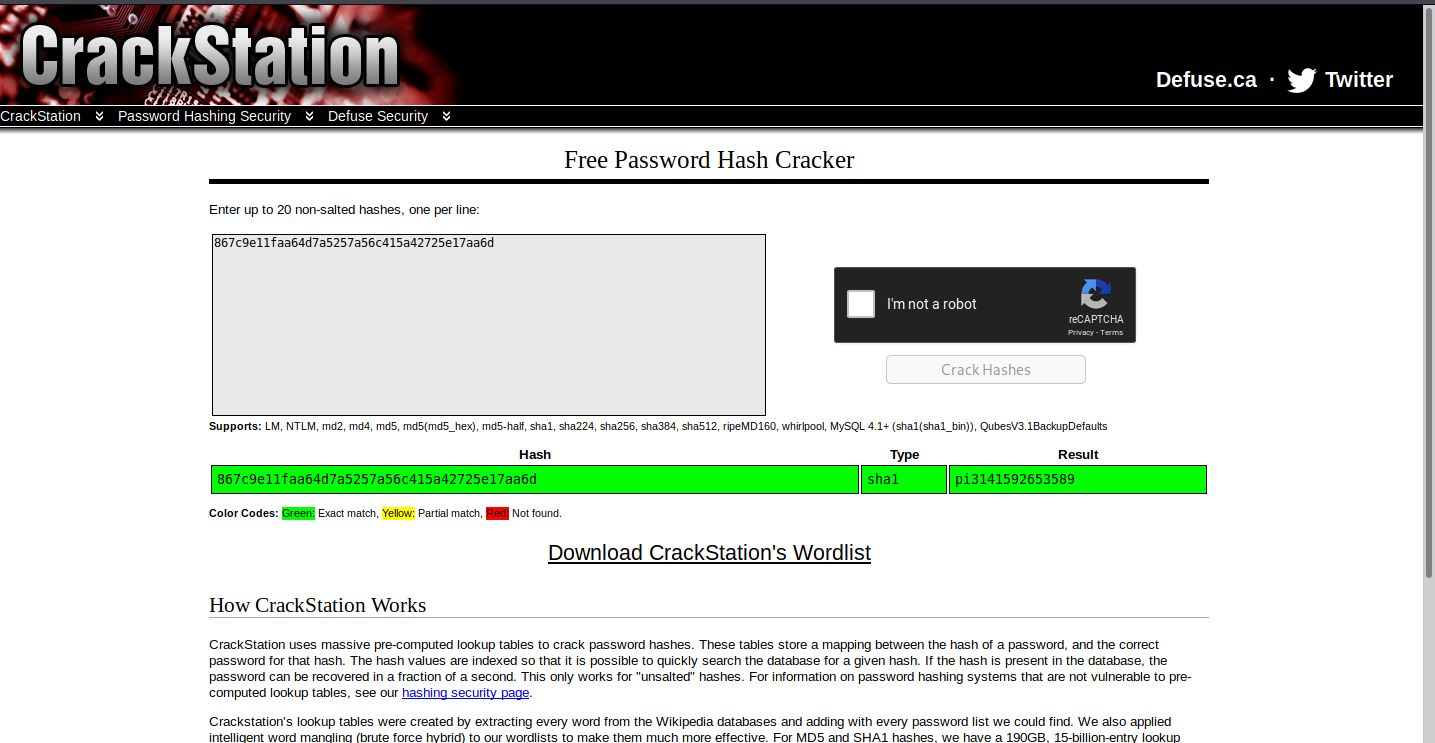 CrackStation
Defuse.ca · Twitter
CrackStation Password Hashing Security Defuse Security
Free Password Hash Cracker
Enter up to 20 non-salted hashes, one per line:
867c9e11faa64d7a5257a56c415a42725e17aa6d
I'm not a robot
reCAPTCHA
Privacy - Terms
Crack Hashes
Supports: LM, NTLM, md2, md4, md5, md5(md5_hex), md5-half, sha1, sha224, sha256, sha384, sha512, ripeMD160, whirlpool, MySQL 4.1+ (sha1(sha1_bin)), QubesV3.1BackupDefaults
Hash Type Result
867c9e11faa64d7a5257a56c415a42725e17aa6d sha1 pi3141592653589
Color Codes: Green: Exact match, Yellow: Partial match, Red: Not found.
Download CrackStation's Wordlist
How CrackStation Works
CrackStation uses massive pre-computed lookup tables to crack password hashes. These tables store a mapping between the hash of a password, and the correct
password for that hash. The hash values are indexed so that it is possible to quickly search the database for a given hash. If the hash is present in the database, the
password can be recovered in a fraction of a second. This only works for "unsalted" hashes. For information on password hashing systems that are not vulnerable to pre-
computed lookup tables, see our hashing security page.
Crackstation's lookup tables were created by extracting every word from the Wikipedia databases and adding with every password list we could find. We also applied
intelligent word mangling (brute force hybrid) to our wordlists to make them much more effective. For MD5 and SHA1 hashes, we have a 190GB, 15-billion-entry lookup